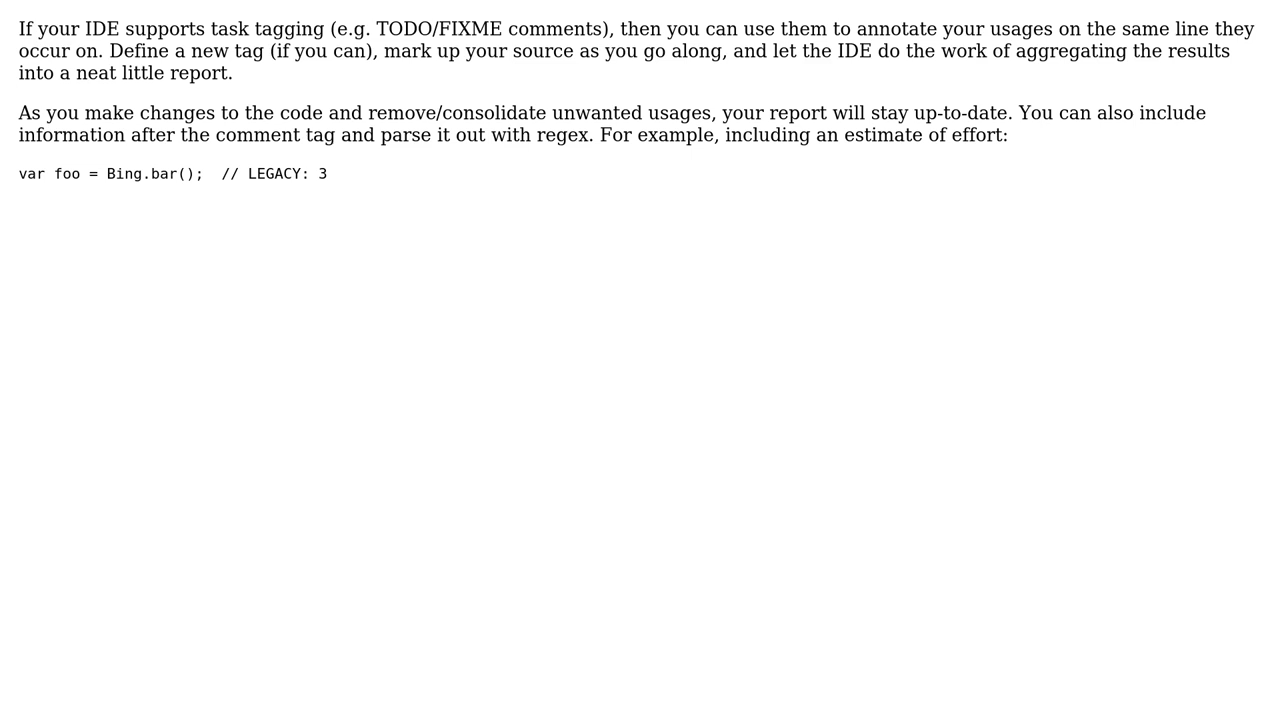 If your IDE supports task tagging (e.g. TODO/FIXME comments), then you can use them to annotate your usages on the same line they
occur on. Define a new tag (if you can), mark up your source as you go along, and let the IDE do the work of aggregating the results
into a neat little report.
As you make changes to the code and remove/consolidate unwanted usages, your report will stay up-to-date. You can also include
information after the comment tag and parse it out with regex. For example, including an estimate of effort:
var foo = Bing.bar();  // LEGACY: 3